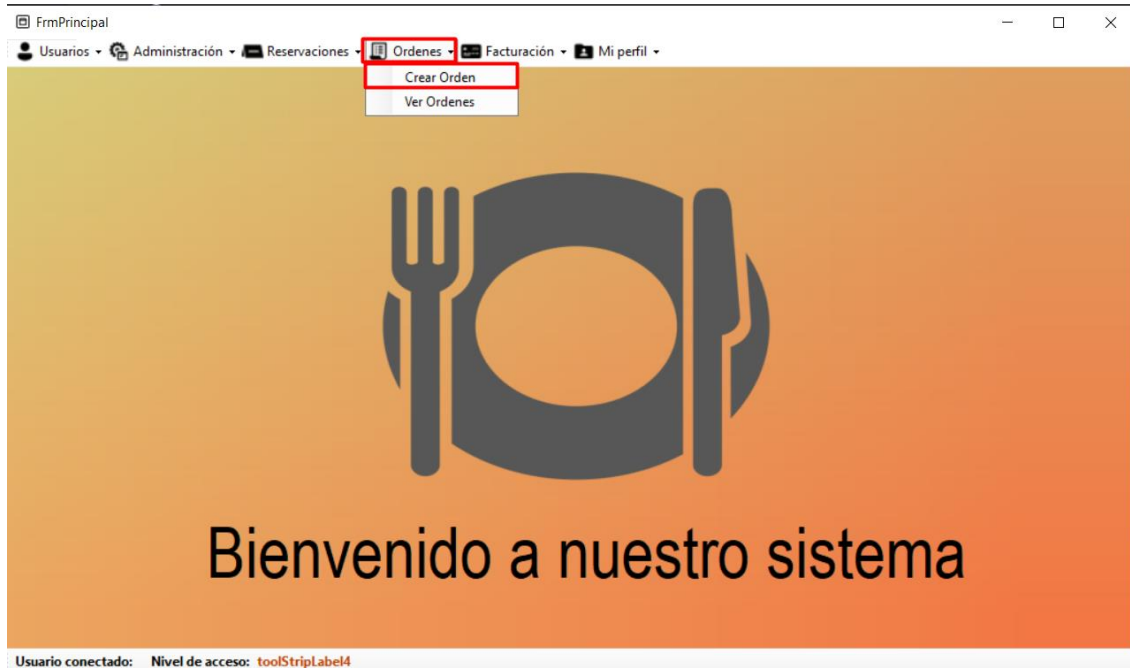 FrmPrincipal
Usuarios Administración Reservaciones Ordenes Facturación Mi perfil
Crear Orden
Ver Ordenes
Bienvenido a nuestro sistema
Usuario conectado: Nivel de acceso: toolStripLabel4